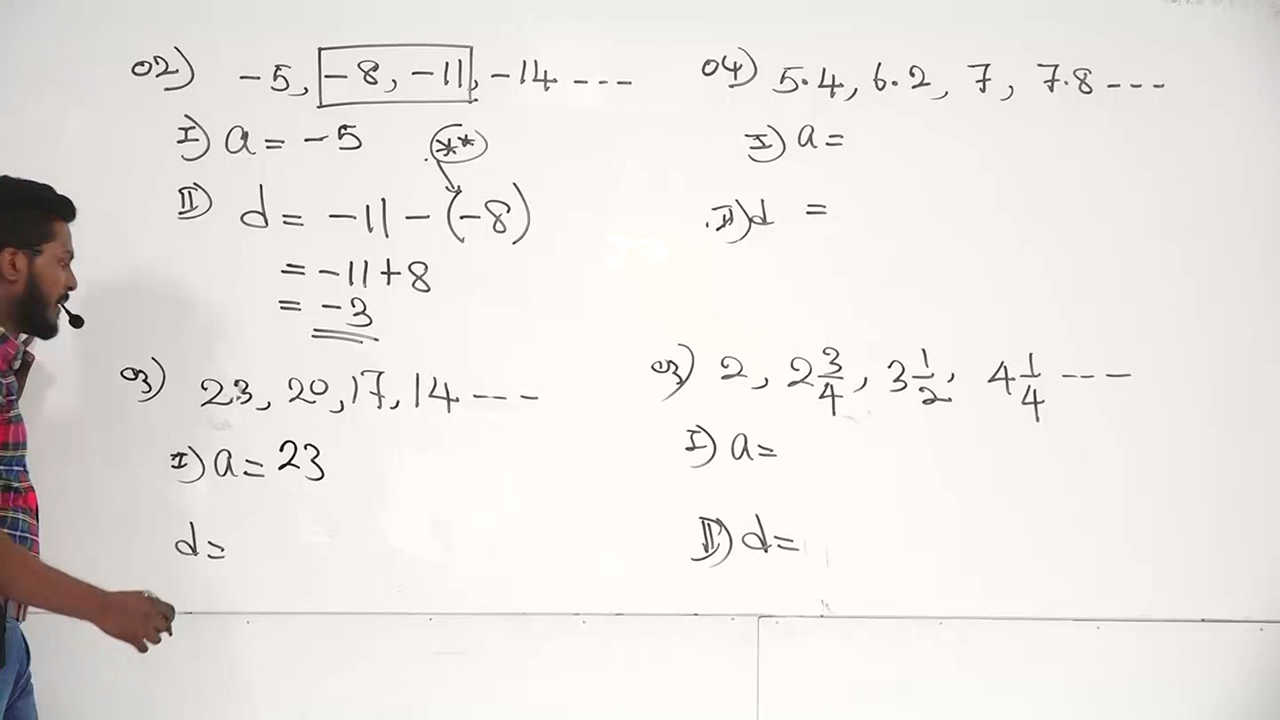 02) -5, -8, -11, -14 ---
I) a = -5 **
II) d = -11 - (-8)
= -11 + 8
= -3
03) 23, 20, 17, 14 ---
I) a = 23
d =
04) 5.4, 6.2, 7, 7.8 ---
I) a =
II) d =
03) 2, 2 3/4, 3 1/2, 4 1/4 ---
I) a =
II) d =